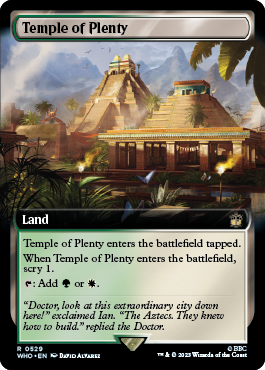 Temple of Plenty
Land
Temple of Plenty enters the battlefield tapped.
When Temple of Plenty enters the battlefield,
scry 1.
: Add or .
“Doctor, look at this extraordinary city down
here!” exclaimed Ian. “The Aztecs. They knew
how to build.” replied the Doctor.
R 0529
WHO • EN DAVID ALVAREZ
© BBC
™ & © 2023 Wizards of the Coast